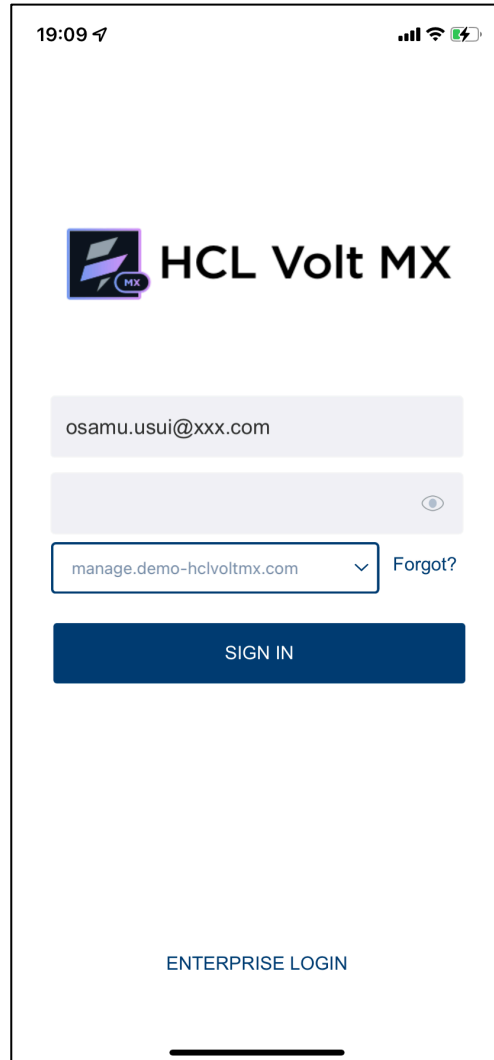 19:09
MX
HCL Volt MX
osamu.usui@xxx.com
manage.demo-hclvoltmx.com
Forgot?
SIGN IN
ENTERPRISE LOGIN